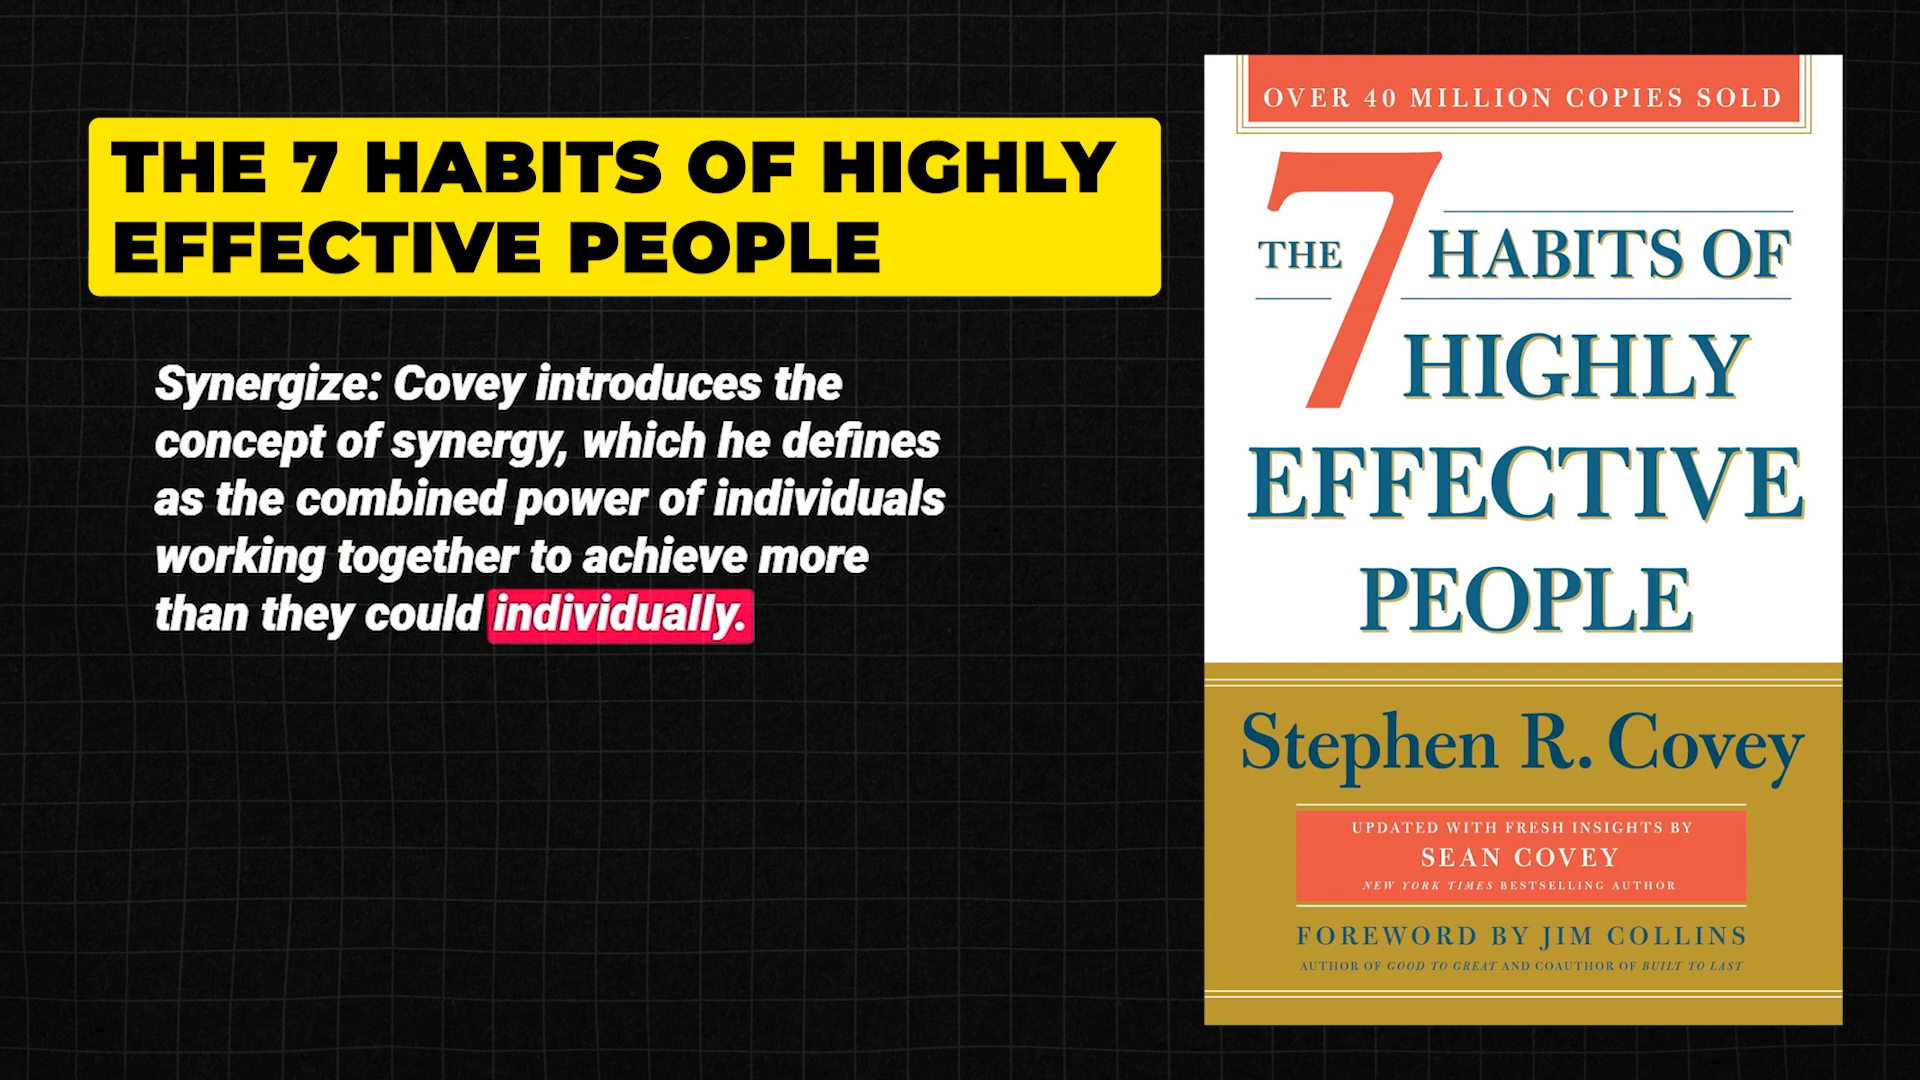 THE 7 HABITS OF HIGHLY
EFFECTIVE PEOPLE
Synergize: Covey introduces the
concept of synergy, which he defines
as the combined power of individuals
working together to achieve more
than they could individually.
OVER 40 MILLION COPIES SOLD
THE 7 HABITS OF
HIGHLY
EFFECTIVE
PEOPLE
Stephen R. Covey
UPDATED WITH FRESH INSIGHTS BY
SEAN COVEY
NEW YORK TIMES BESTSELLING AUTHOR
FOREWORD BY JIM COLLINS
AUTHOR OF GOOD TO GREAT AND COAUTHOR OF BUILT TO LAST